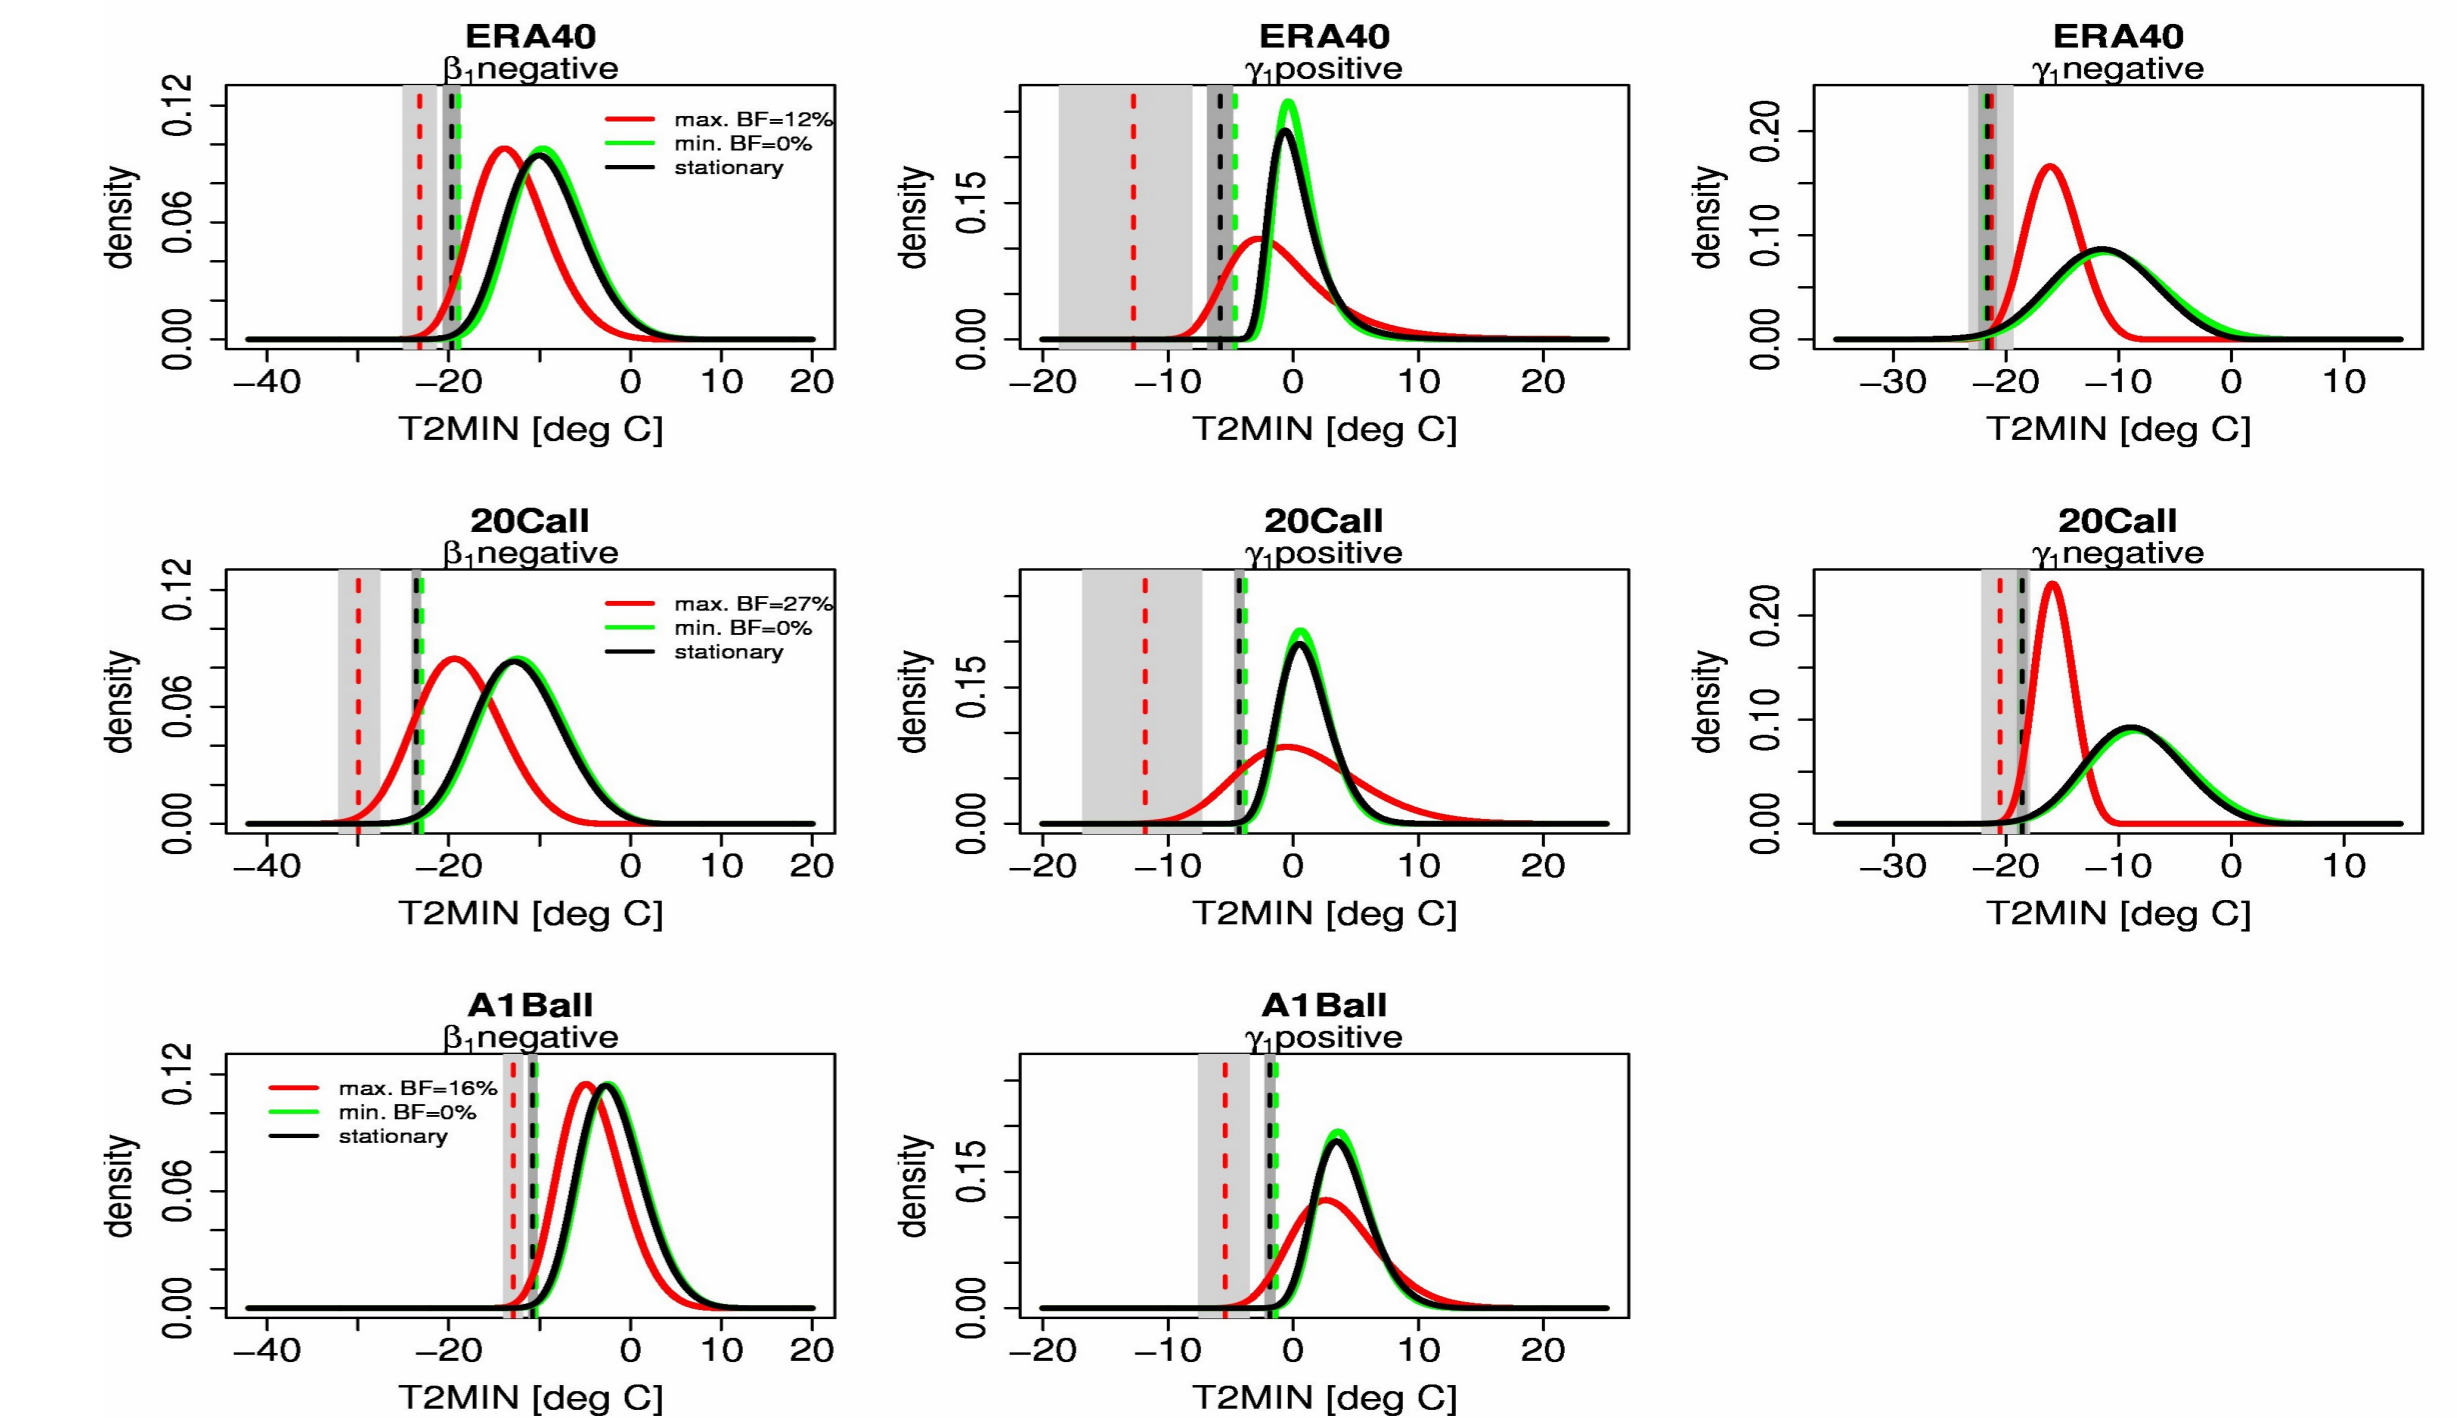 ERA40
β1negative
density
0.00 0.06 0.12
max. BF=12%
min. BF=0%
stationary
−40 −20 0 10 20
T2MIN [deg C]
ERA40
γ1positive
density
0.00 0.15
−20 −10 0 10 20
T2MIN [deg C]
ERA40
γ1negative
density
0.00 0.10 0.20
−30 −20 −10 0 10
T2MIN [deg C]
20Call
β1negative
density
0.00 0.06 0.12
max. BF=27%
min. BF=0%
stationary
−40 −20 0 10 20
T2MIN [deg C]
20Call
γ1positive
density
0.00 0.15
−20 −10 0 10 20
T2MIN [deg C]
20Call
γ1negative
density
0.00 0.10 0.20
−30 −20 −10 0 10
T2MIN [deg C]
A1Ball
β1negative
density
0.00 0.06 0.12
max. BF=16%
min. BF=0%
stationary
−40 −20 0 10 20
T2MIN [deg C]
A1Ball
γ1positive
density
0.00 0.15
−20 −10 0 10 20
T2MIN [deg C]